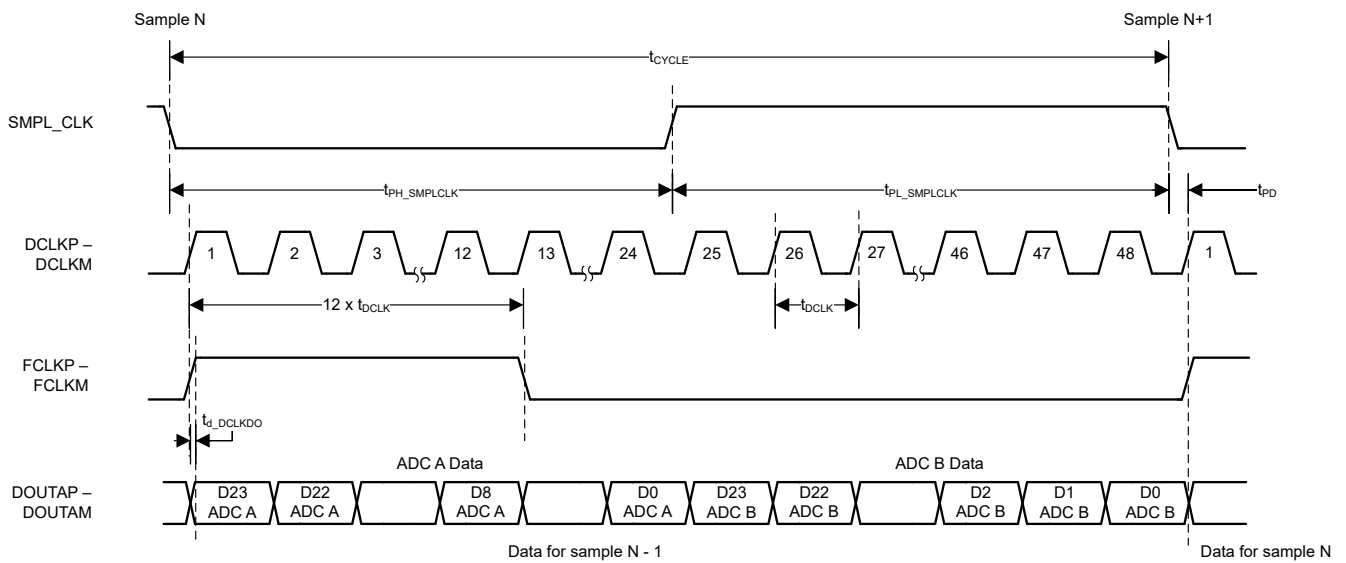 Sample N
Sample N+1
tCYCLE
SMPL_CLK
tPH_SMPLCLK
tPL_SMPLCLK
tPD
DCLKP –
DCLKM
1 2 3 12 13 24 25 26 27 46 47 48 1
12 x tDCLK
tDCLK
FCLKP –
FCLKM
td_DCLKDO
ADC A Data
ADC B Data
DOUTAP –
DOUTAM
D23
ADC A
D22
ADC A
D8
ADC A
D0
ADC A
D23
ADC B
D22
ADC B
D2
ADC B
D1
ADC B
D0
ADC B
Data for sample N - 1
Data for sample N